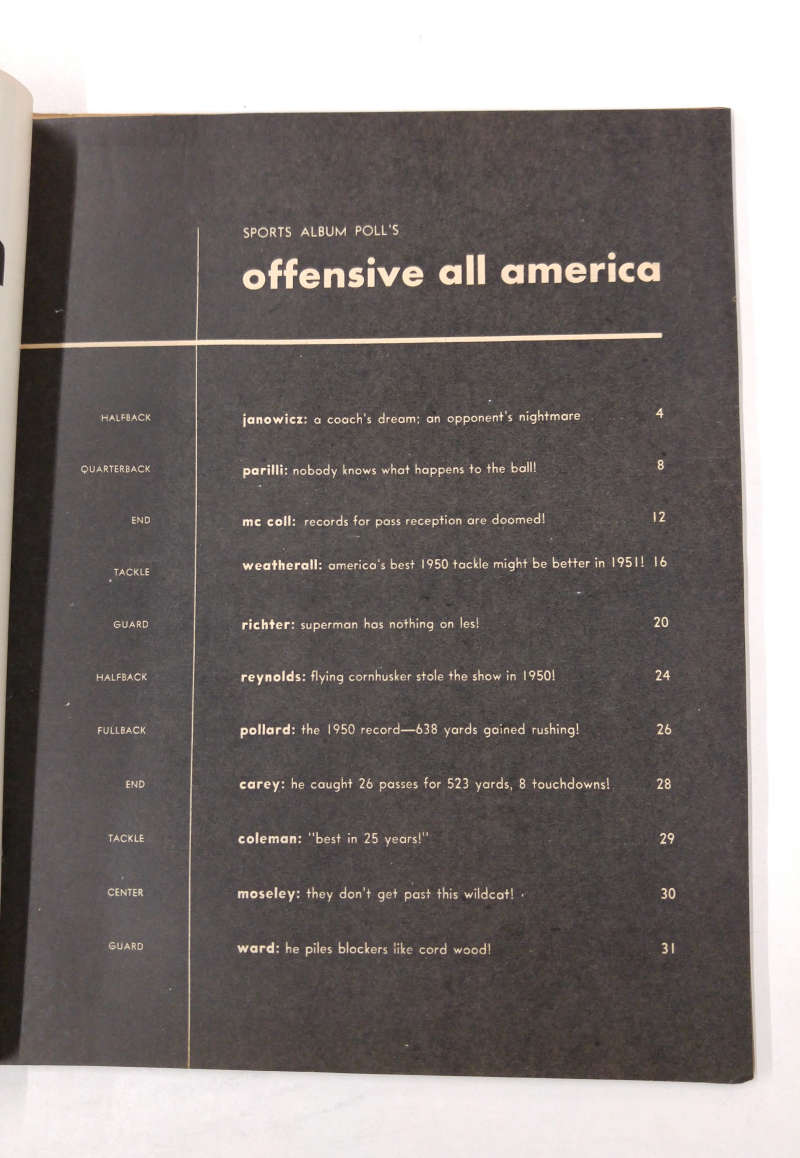 SPORTS ALBUM POLL'S
offensive all america
HALFBACK janowicz: a coach's dream; an opponent's nightmare 4
QUARTERBACK parilli: nobody knows what happens to the ball! 8
END mc coll: records for pass reception are doomed! 12
TACKLE weatherall: america's best 1950 tackle might be better in 1951! 16
GUARD richter: superman has nothing on les! 20
HALFBACK reynolds: flying cornhusker stole the show in 1950! 24
FULLBACK pollard: the 1950 record—638 yards gained rushing! 26
END carey: he caught 26 passes for 523 yards, 8 touchdowns! 28
TACKLE coleman: "best in 25 years!" 29
CENTER moseley: they don't get past this wildcat! 30
GUARD ward: he piles blockers like cord wood! 31